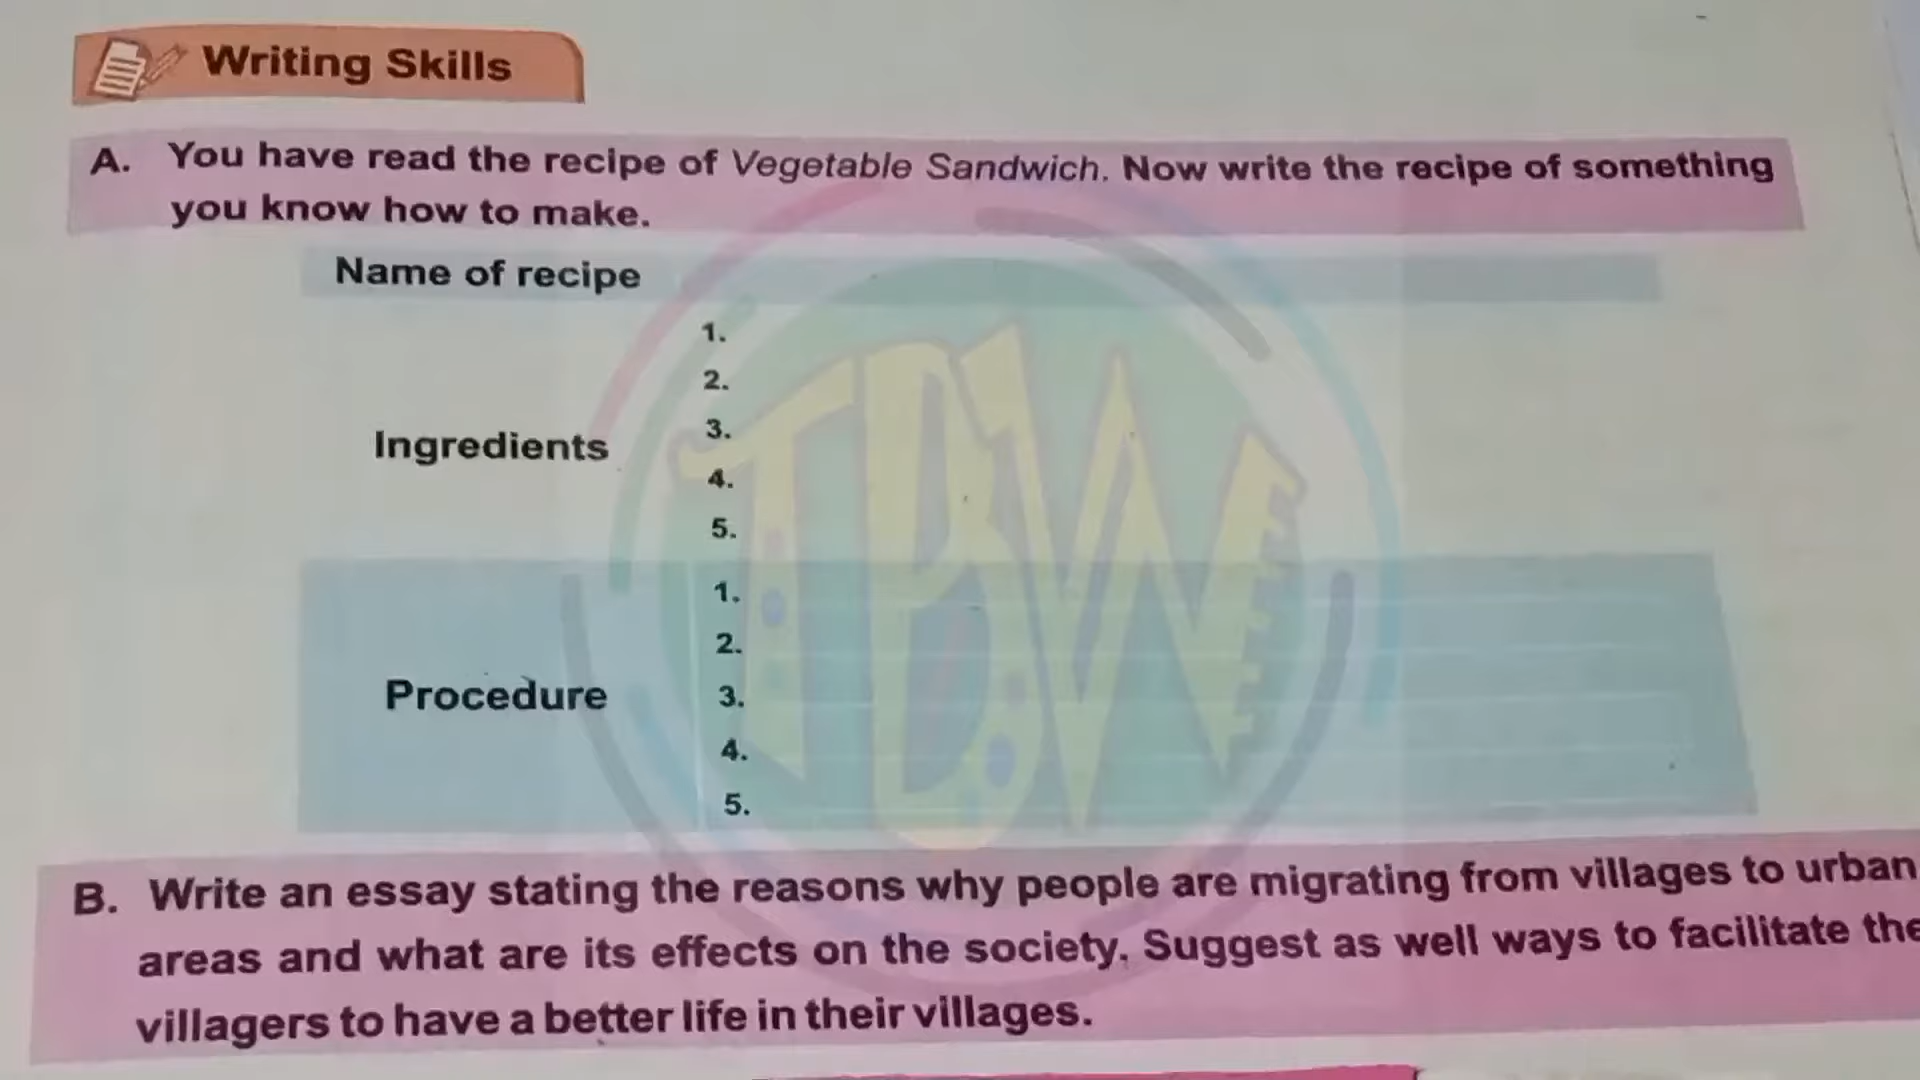 Writing Skills
A. You have read the recipe of Vegetable Sandwich. Now write the recipe of something
you know how to make.
Name of recipe
1.
2.
3.
Ingredients
4.
5.
1.
2.
Procedure
3.
4.
5.
TBW
B. Write an essay stating the reasons why people are migrating from villages to urban
areas and what are its effects on the society. Suggest as well ways to facilitate the
villagers to have a better life in their villages.